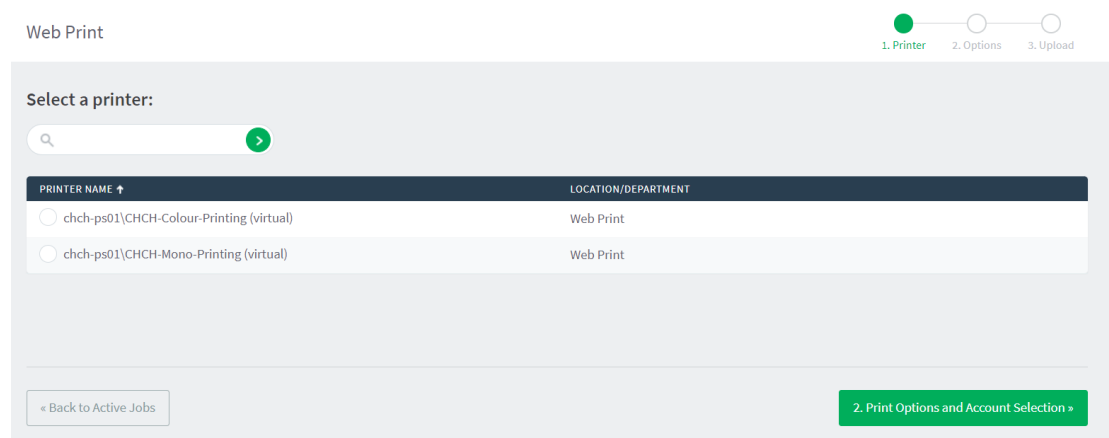 Web Print
1. Printer
2. Options
3. Upload
Select a printer:
PRINTER NAME ↑ LOCATION/DEPARTMENT
chch-ps01\CHCH-Colour-Printing (virtual) Web Print
chch-ps01\CHCH-Mono-Printing (virtual) Web Print
« Back to Active Jobs
2. Print Options and Account Selection »